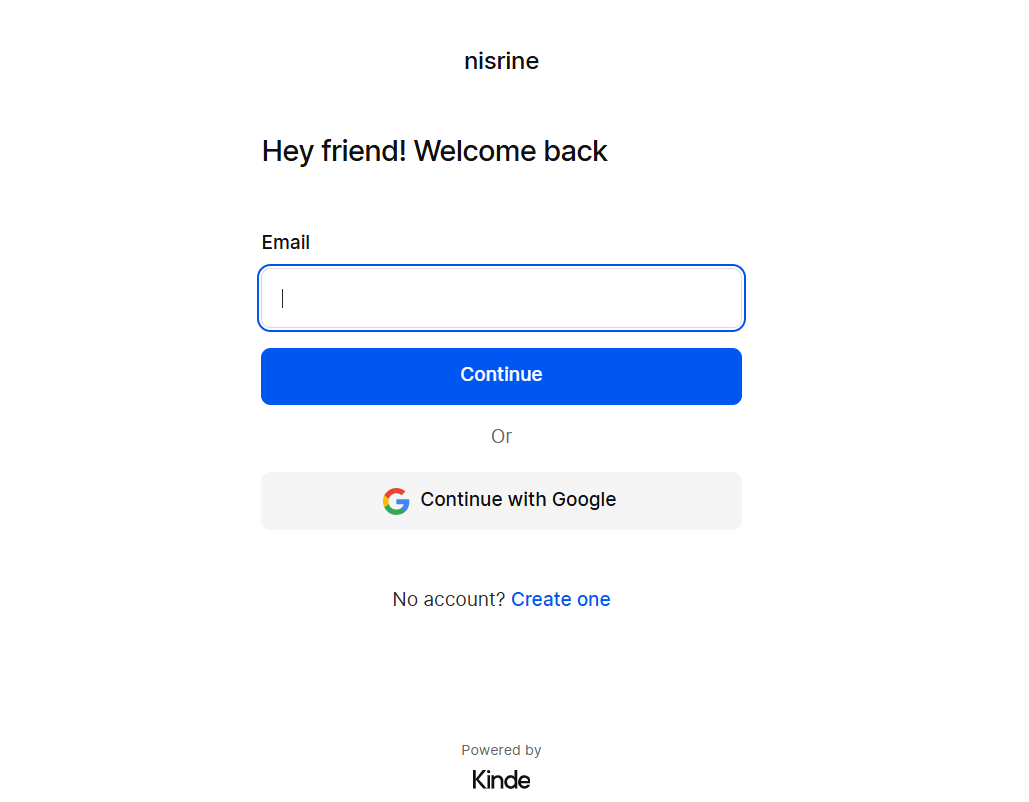 nisrine
Hey friend! Welcome back
Email
Continue
Or
Continue with Google
No account? Create one
Powered by
Kinde